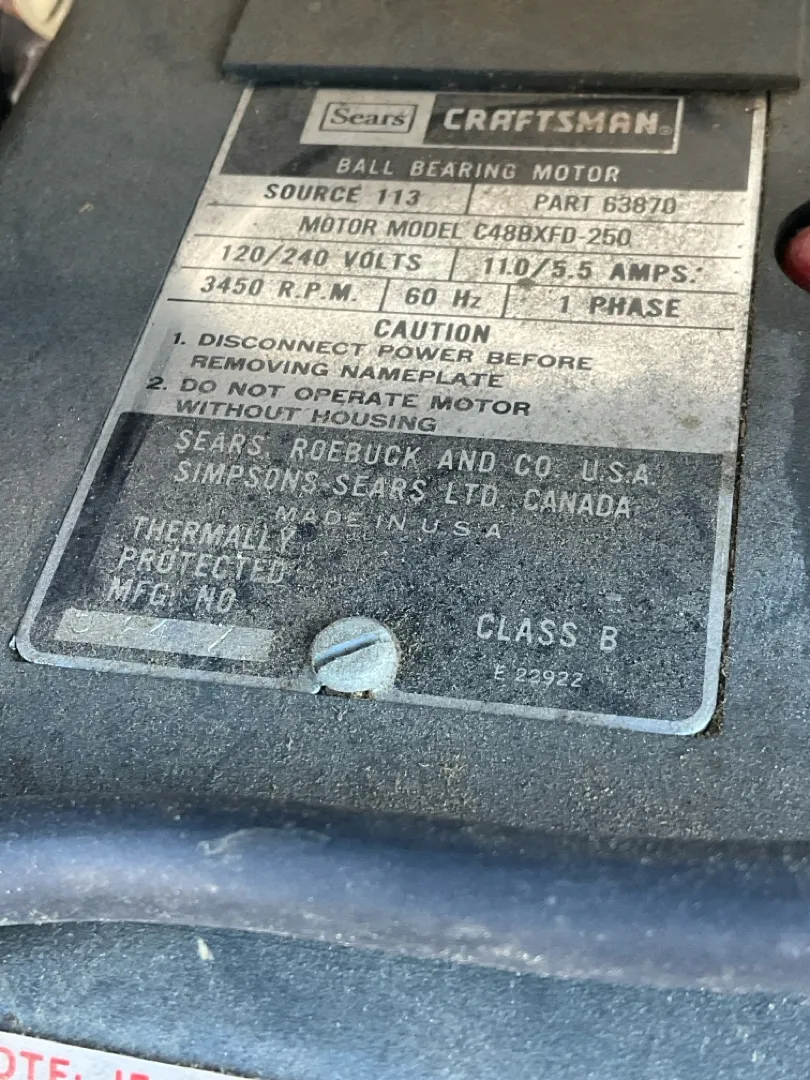 Sears CRAFTSMAN®
BALL BEARING MOTOR
SOURCE 113 PART 63870
MOTOR MODEL C48BXFD-250
120/240 VOLTS 11.0/5.5 AMPS.
3450 R.P.M. 60 Hz 1 PHASE
CAUTION
1. DISCONNECT POWER BEFORE
REMOVING NAMEPLATE
2. DO NOT OPERATE MOTOR
WITHOUT HOUSING
SEARS, ROEBUCK AND CO. U.S.A.
SIMPSONS-SEARS LTD. CANADA
MADE IN U S A
THERMALLY
PROTECTED
MFG. NO
CLASS B
E 22922